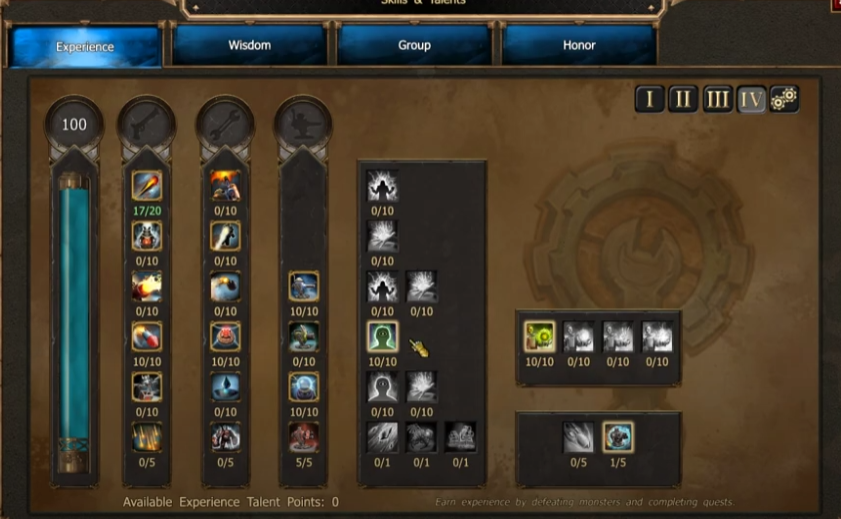 Skills & Talents
Experience
Wisdom
Group
Honor
I II III IV
100
17/20 0/10 0/10
0/10 0/10 0/10
0/10 0/10 10/10 0/10 0/10
10/10 10/10 0/10 10/10 10/10 0/10 0/10 0/10
0/10 0/10 10/10 0/10 0/10
0/5 0/5 5/5 0/1 0/1 0/1 0/5 1/5
Available Experience Talent Points: 0
Earn experience by defeating monsters and completing quests.